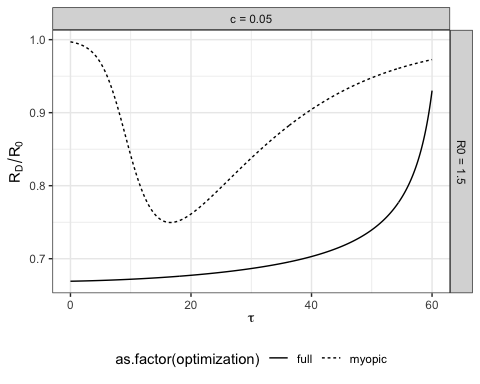 c = 0.05
1.0
0.9
0.8
0.7
R_D/R_0
R0 = 1.5
0 20 40 60
τ
as.factor(optimization) full myopic